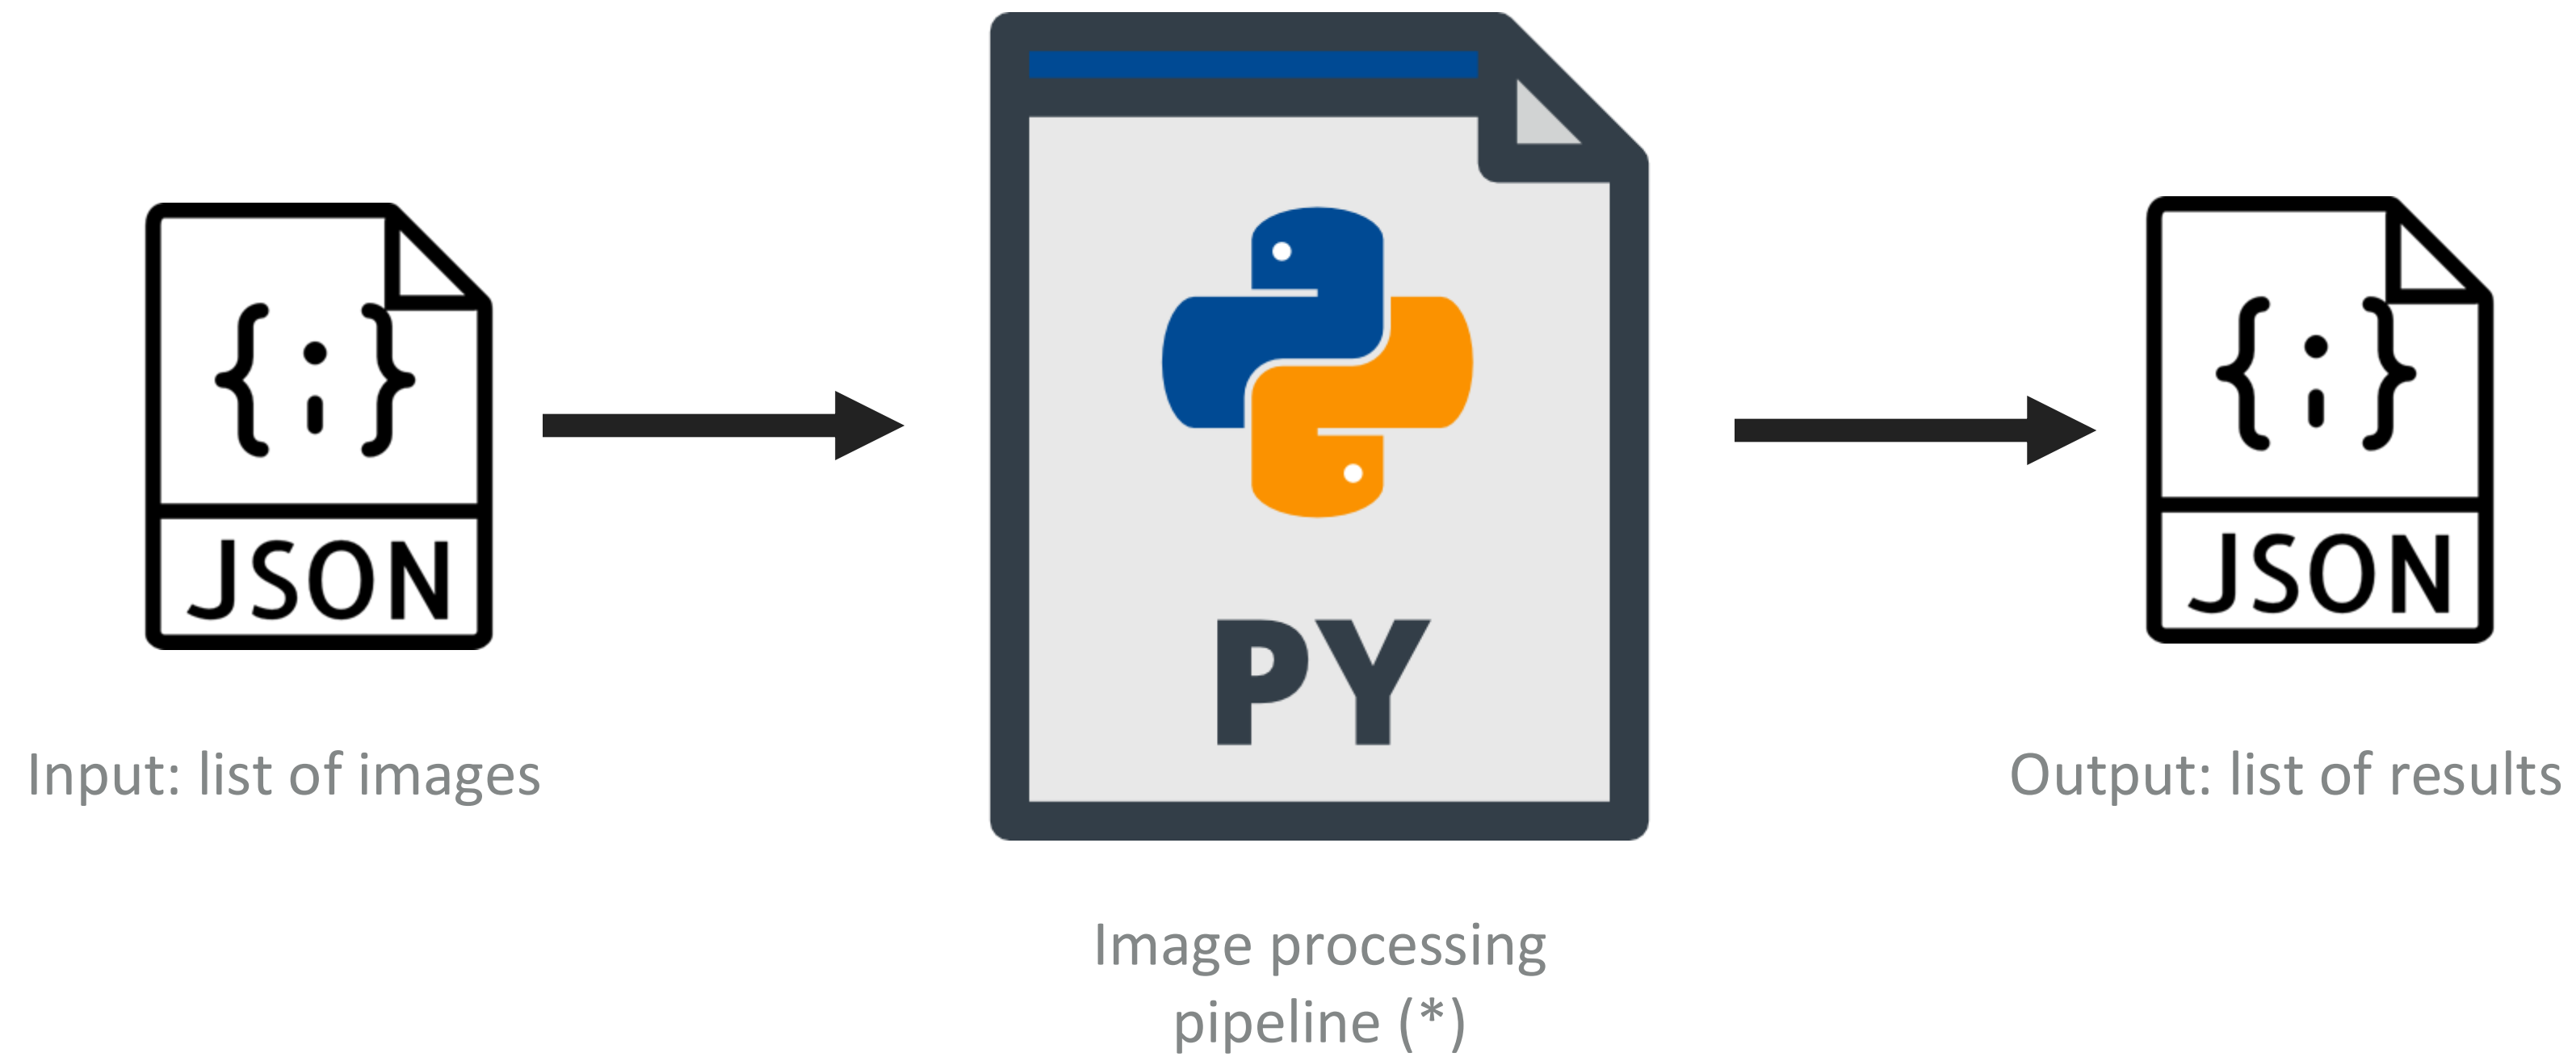 {;}
JSON
Input: list of images
PY
Image processing
pipeline (*)
{;}
JSON
Output: list of results